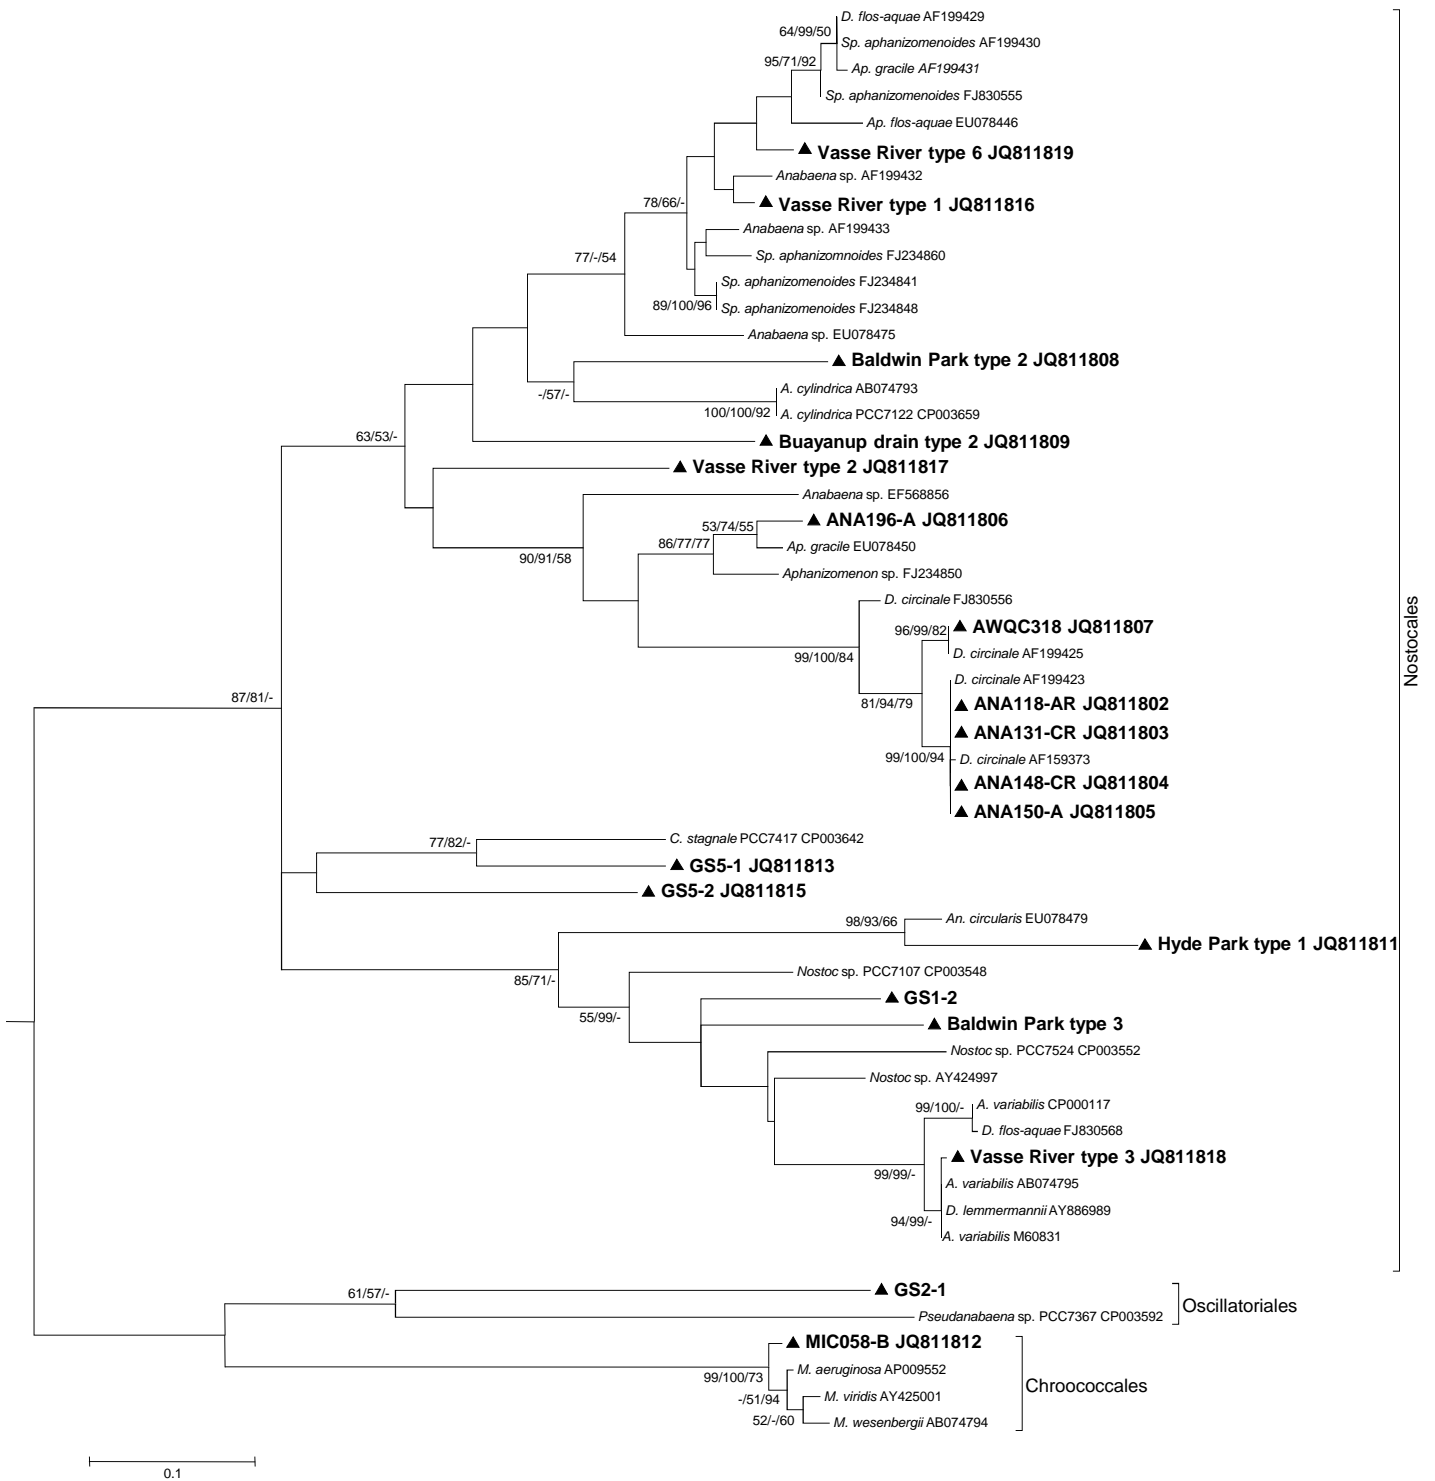 D. flos-aquae AF199429
64/99/50
Sp. aphanizomenoides AF199430
95/71/92
Ap. gracile AF199431
Sp. aphanizomenoides FJ830555
Ap. flos-aquae EU078446
▲ Vasse River type 6 JQ811819
Anabaena sp. AF199432
78/66/-
▲ Vasse River type 1 JQ811816
Anabaena sp. AF199433
77/-/54
Sp. aphanizomnoides FJ234860
Sp. aphanizomenoides FJ234841
89/100/96
Sp. aphanizomenoides FJ234848
Anabaena sp. EU078475
▲ Baldwin Park type 2 JQ811808
-/57/-
A. cylindrica AB074793
100/100/92
A. cylindrica PCC7122 CP003659
63/53/-
▲ Buayanup drain type 2 JQ811809
▲ Vasse River type 2 JQ811817
Anabaena sp. EF568856
▲ ANA196-A JQ811806
53/74/55
86/77/77
Ap. gracile EU078450
90/91/58
Aphanizomenon sp. FJ234850
D. circinale FJ830556
▲ AWQC318 JQ811807
96/99/82
D. circinale AF199425
99/100/84
D. circinale AF199423
81/94/79
▲ ANA118-AR JQ811802
▲ ANA131-CR JQ811803
99/100/94
D. circinale AF159373
▲ ANA148-CR JQ811804
▲ ANA150-A JQ811805
Nostocales
87/81/-
77/82/-
C. stagnale PCC7417 CP003642
▲ GS5-1 JQ811813
▲ GS5-2 JQ811815
98/93/66
An. circularis EU078479
▲ Hyde Park type 1 JQ811811
85/71/-
Nostoc sp. PCC7107 CP003548
▲ GS1-2
55/99/-
▲ Baldwin Park type 3
Nostoc sp. PCC7524 CP003552
Nostoc sp. AY424997
99/100/-
A. variabilis CP000117
D. flos-aquae FJ830568
▲ Vasse River type 3 JQ811818
99/99/-
A. variabilis AB074795
D. lemmermannii AY886989
94/99/-
A. variabilis M60831
61/57/-
▲ GS2-1
Oscillatoriales
Pseudanabaena sp. PCC7367 CP003592
▲ MIC058-B JQ811812
99/100/73
M. aeruginosa AP009552
Chroococcales
-/51/94
M. viridis AY425001
52/-/60
M. wesenbergii AB074794
0.1